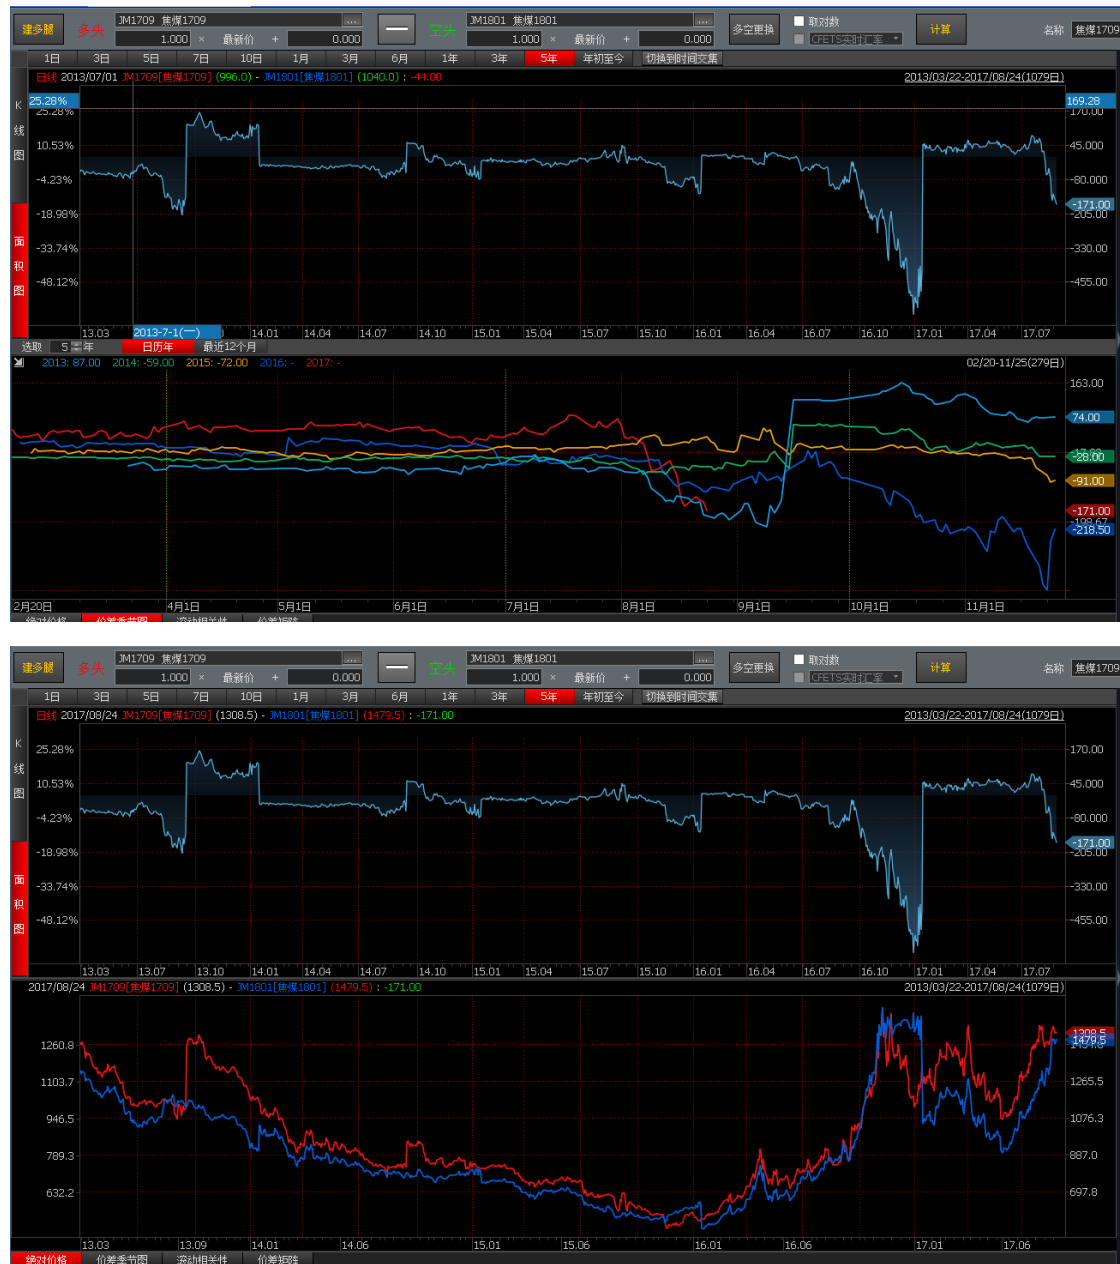 建多腿 多头 JM1709 焦煤1709 ... 空头 JM1801 焦煤1801 ... 多空更换 取对数 计算 名称 焦煤1709
1.000 × 最新价 + 0.000 1.000 × 最新价 + 0.000 CFETS实时汇率
1日 3日 5日 7日 10日 1月 3月 6月 1年 3年 5年 年初至今 切换到时间交集
日线 2013/07/01 JM1709[焦煤1709] (996.0) - JM1801[焦煤1801] (1040.0) : -44.00 2013/03/22-2017/08/24(1079日)
K线图
面积图
25.28% 169.28
25.28% 170.00
10.53% 45.000
-4.23% -80.000
-171.00
-18.98% -205.00
-33.74% -330.00
-48.12% -455.00
13.03 2013-7-1(一) 14.01 14.04 14.07 14.10 15.01 15.04 15.07 15.10 16.01 16.04 16.07 16.10 17.01 17.04 17.07
选取 5 年 日历年 最近12个月
2013: 87.00 2014: -59.00 2015: -72.00 2016: - 2017: - 02/20-11/25(279日)
163.00
74.00
-28.00
-91.00
-171.00
-199.67
-218.50
2月20日 4月1日 5月1日 6月1日 7月1日 8月1日 9月1日 10月1日 11月1日
绝对价格 价差季节图 滚动相关性 价差矩阵
建多腿 多头 JM1709 焦煤1709 ... 空头 JM1801 焦煤1801 ... 多空更换 取对数 计算 名称 焦煤1709
1.000 × 最新价 + 0.000 1.000 × 最新价 + 0.000 CFETS实时汇率
1日 3日 5日 7日 10日 1月 3月 6月 1年 3年 5年 年初至今 切换到时间交集
日线 2017/08/24 JM1709[焦煤1709] (1308.5) - JM1801[焦煤1801] (1479.5) : -171.00 2013/03/22-2017/08/24(1079日)
K线图
面积图
25.28% 170.00
10.53% 45.000
-4.23% -80.000
-171.00
-18.98% -205.00
-33.74% -330.00
-48.12% -455.00
13.03 13.07 13.10 14.01 14.04 14.07 14.10 15.01 15.04 15.07 15.10 16.01 16.04 16.07 16.10 17.01 17.04 17.07
2017/08/24 JM1709[焦煤1709] (1308.5) - JM1801[焦煤1801] (1479.5) : -171.00 2013/03/22-2017/08/24(1079日)
1308.5
1479.5
1260.8
1103.7 1265.5
946.5 1076.3
789.3 887.0
632.2 697.8
13.03 13.09 14.01 14.06 15.01 15.06 16.01 16.06 17.01 17.06
绝对价格 价差季节图 滚动相关性 价差矩阵